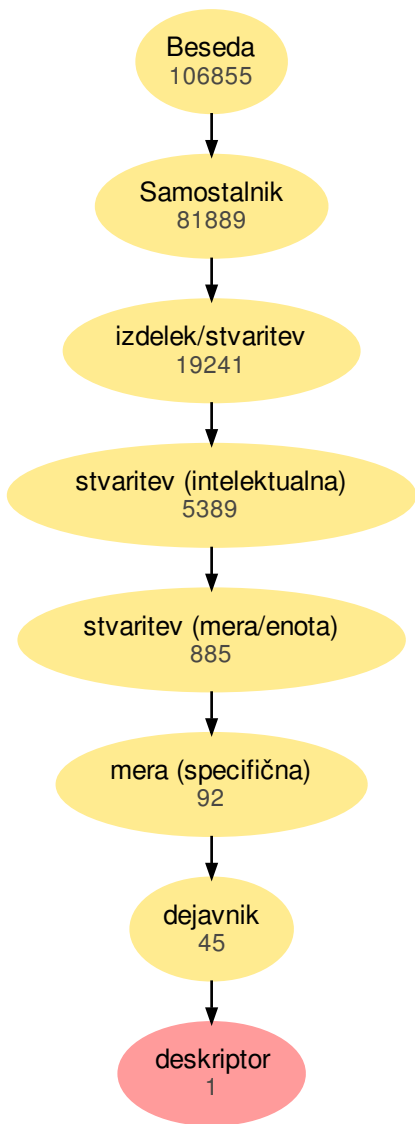 Beseda
106855
Samostalnik
81889
izdelek/stvaritev
19241
stvaritev (intelektualna)
5389
stvaritev (mera/enota)
885
mera (specifična)
92
dejavnik
45
deskriptor
1